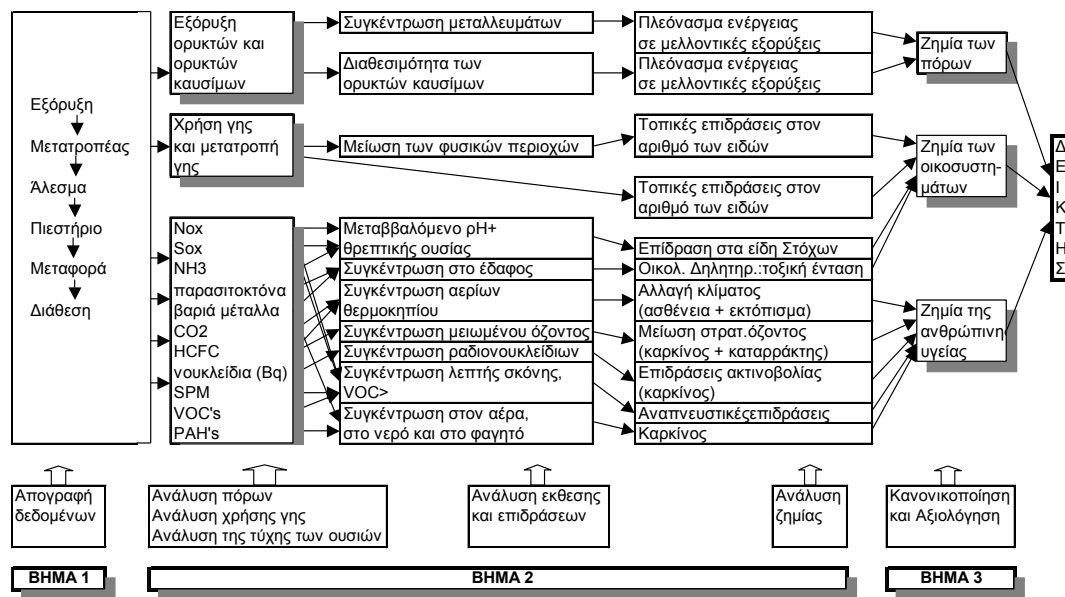 Εξόρυξη
Μετατροπέας
Άλεσμα
Πιεστήριο
Μεταφορά
Διάθεση
Εξόρυξη
ορυκτών και
ορυκτών
καυσίμων
Χρήση γης
και μετατροπή
γης
Nox
Sox
NH3
παρασιτοκτόνα
βαριά μέταλλα
CO2
HCFC
νουκλείδια (Bq)
SPM
VOC's
PAH's
Συγκέντρωση μεταλλευμάτων
Διαθεσιμότητα των
ορυκτών καυσίμων
Μείωση των φυσικών περιοχών
Μεταββαλόμενο pH+
θρεπτικής ουσίας
Συγκέντρωση στο έδαφος
Συγκέντρωση αερίων
θερμοκηπίου
Συγκέντρωση μειωμένου όζοντος
Συγκέντρωση ραδιονουκλείδιων
Συγκέντρωση λεπτής σκόνης,
VOC>
Συγκέντρωση στον αέρα,
στο νερό και στο φαγητό
Πλεόνασμα ενέργειας
σε μελλοντικές εξορύξεις
Πλεόνασμα ενέργειας
σε μελλοντικές εξορύξεις
Τοπικές επιδράσεις στον
αριθμό των ειδών
Τοπικές επιδράσεις στον
αριθμό των ειδών
Επίδραση στα είδη Στόχων
Οικολ. Δηλητηρ.:τοξική ένταση
Αλλαγή κλίματος
(ασθένεια + εκτόπισμα)
Μείωση στρατ.όζοντος
(καρκίνος + καταρράκτης)
Επιδράσεις ακτινοβολίας
(καρκίνος)
Αναπνευστικέςεπιδράσεις
Καρκίνος
Ζημία των
πόρων
Ζημία των
οικοσυστη-
μάτων
Ζημία της
ανθρώπινης
υγείας
Δ
Ε
Ι
Κ
Τ
Η
Σ
Απογραφή
δεδομένων
Ανάλυση πόρων
Ανάλυση χρήσης γης
Ανάλυση της τύχης των ουσιών
Ανάλυση εκθεσης
και επιδράσεων
Ανάλυση
ζημίας
Κανονικοποίηση
και Αξιολόγηση
ΒΗΜΑ 1
ΒΗΜΑ 2
ΒΗΜΑ 3